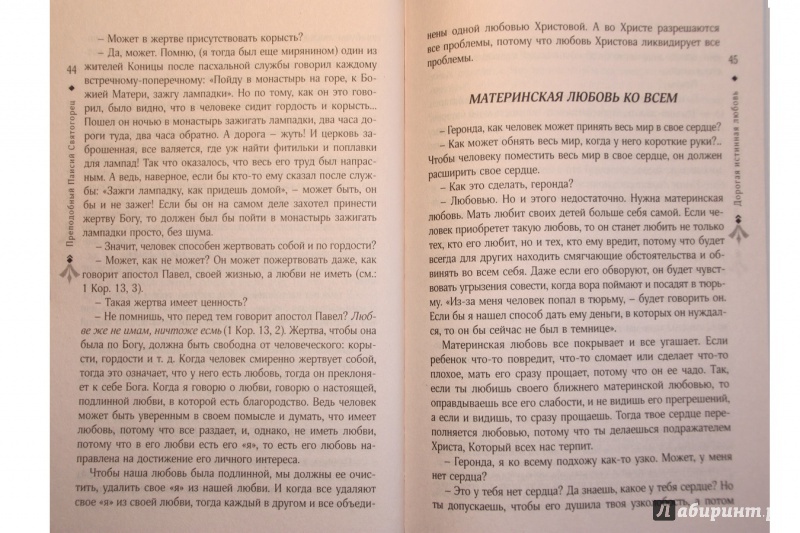 – Может в жертве присутствовать корысть?
– Да, может. Помню, (я тогда был еще мирянином) один из
жителей Коницы после пасхальной службы говорил каждому
встречному-поперечному: «Пойду в монастырь на горе, к Бо-
жией Матери, зажгу лампадки». Но по тому, как он это гово-
рил, было видно, что в человеке сидит гордость и корысть...
Пошел он ночью в монастырь зажигать лампадки, два часа до-
роги туда, два часа обратно. А дорога – жуть! И церковь за-
брошенная, все валяется, где уж найти фитильки и поплавки
для лампад! Так что оказалось, что весь его труд был напрас-
ным. А ведь, наверное, если бы кто-то ему сказал после служ-
бы: «Зажги лампадку, как придешь домой», – может быть, он
бы и не зажег! Если бы он на самом деле захотел принести
жертву Богу, то должен был бы пойти в монастырь зажигать
лампадки просто, без шума.
– Значит, человек способен жертвовать собой и по гордости?
– Может, как не может? Он может пожертвовать даже, как
говорит апостол Павел, своей жизнью, а любви не иметь (см.:
1 Кор. 13, 3).
– Такая жертва имеет ценность?
– Не помнишь, что перед тем говорит апостол Павел? Люб-
ве же не имам, ничтоже есмь (1 Кор. 13, 2). Жертва, чтобы она
была по Богу, должна быть свободна от человеческого: коры-
сти, гордости и т. д. Когда человек смиренно жертвует собой,
тогда это означает, что у него есть любовь, тогда он преклоня-
ет к себе Бога. Когда я говорю о любви, говорю о настоящей,
подлинной любви, в которой есть благородство. Ведь человек
может быть уверенным в своем помысле и думать, что имеет
любовь, потому что все раздает, и, однако, не иметь любви,
потому что в его любви есть его «я», то есть его любовь на-
правлена на достижение его личного интереса.
Чтобы наша любовь была подлинной, мы должны ее очис-
тить, удалить свое «я» из нашей любви. И когда все удаляют
свое «я» из своей любви, тогда каждый в другом и все объеди-
44
Преподобный Паисий Святогорец
нены одной любовью Христовой. А во Христе разрешаются
все проблемы, потому что любовь Христова ликвидирует все
проблемы.
МАТЕРИНСКАЯ ЛЮБОВЬ КО ВСЕМ
– Геронда, как человек может принять весь мир в свое сердце?
– Как может обнять весь мир, когда у него короткие руки?..
Чтобы человеку поместить весь мир в свое сердце, он должен
расширить свое сердце.
– Как это сделать, геронда?
– Любовью. Но и этого недостаточно. Нужна материнская
любовь. Мать любит своих детей больше себя самой. Если че-
ловек приобретет такую любовь, то он станет любить не только
тех, кто его любит, но и тех, кто ему вредит, потому что будет
всегда для других находить смягчающие обстоятельства и об-
винять во всем себя. Даже если его обворуют, он будет чувст-
вовать угрызения совести, когда вора поймают и посадят в тюрь-
му. «Из-за меня человек попал в тюрьму, – будет говорить он.
Если бы я нашел способ дать ему деньги, в которых он нуждал-
ся, то он бы сейчас не был в темнице».
Материнская любовь все покрывает и все угашает. Если
ребенок что-то повредит, что-то сломает или сделает что-то
плохое, мать его сразу прощает, потому что он ее чадо. Так,
если ты любишь своего ближнего материнской любовью, то
оправдываешь все его слабости, и не видишь его прегрешений,
а если и видишь, то сразу прощаешь. Тогда твое сердце пере-
полняется любовью, потому что ты делаешься подражателем
Христа, Который всех нас терпит.
– Геронда, я ко всему подхожу как-то узко. Может, у меня
нет сердца?
– Это у тебя нет сердца? Да знаешь, какое у тебя сердце? Но
ты допускаешь, чтобы его душила твоя а потом
45
Дорогая истинная любовь
Лабиринт.р